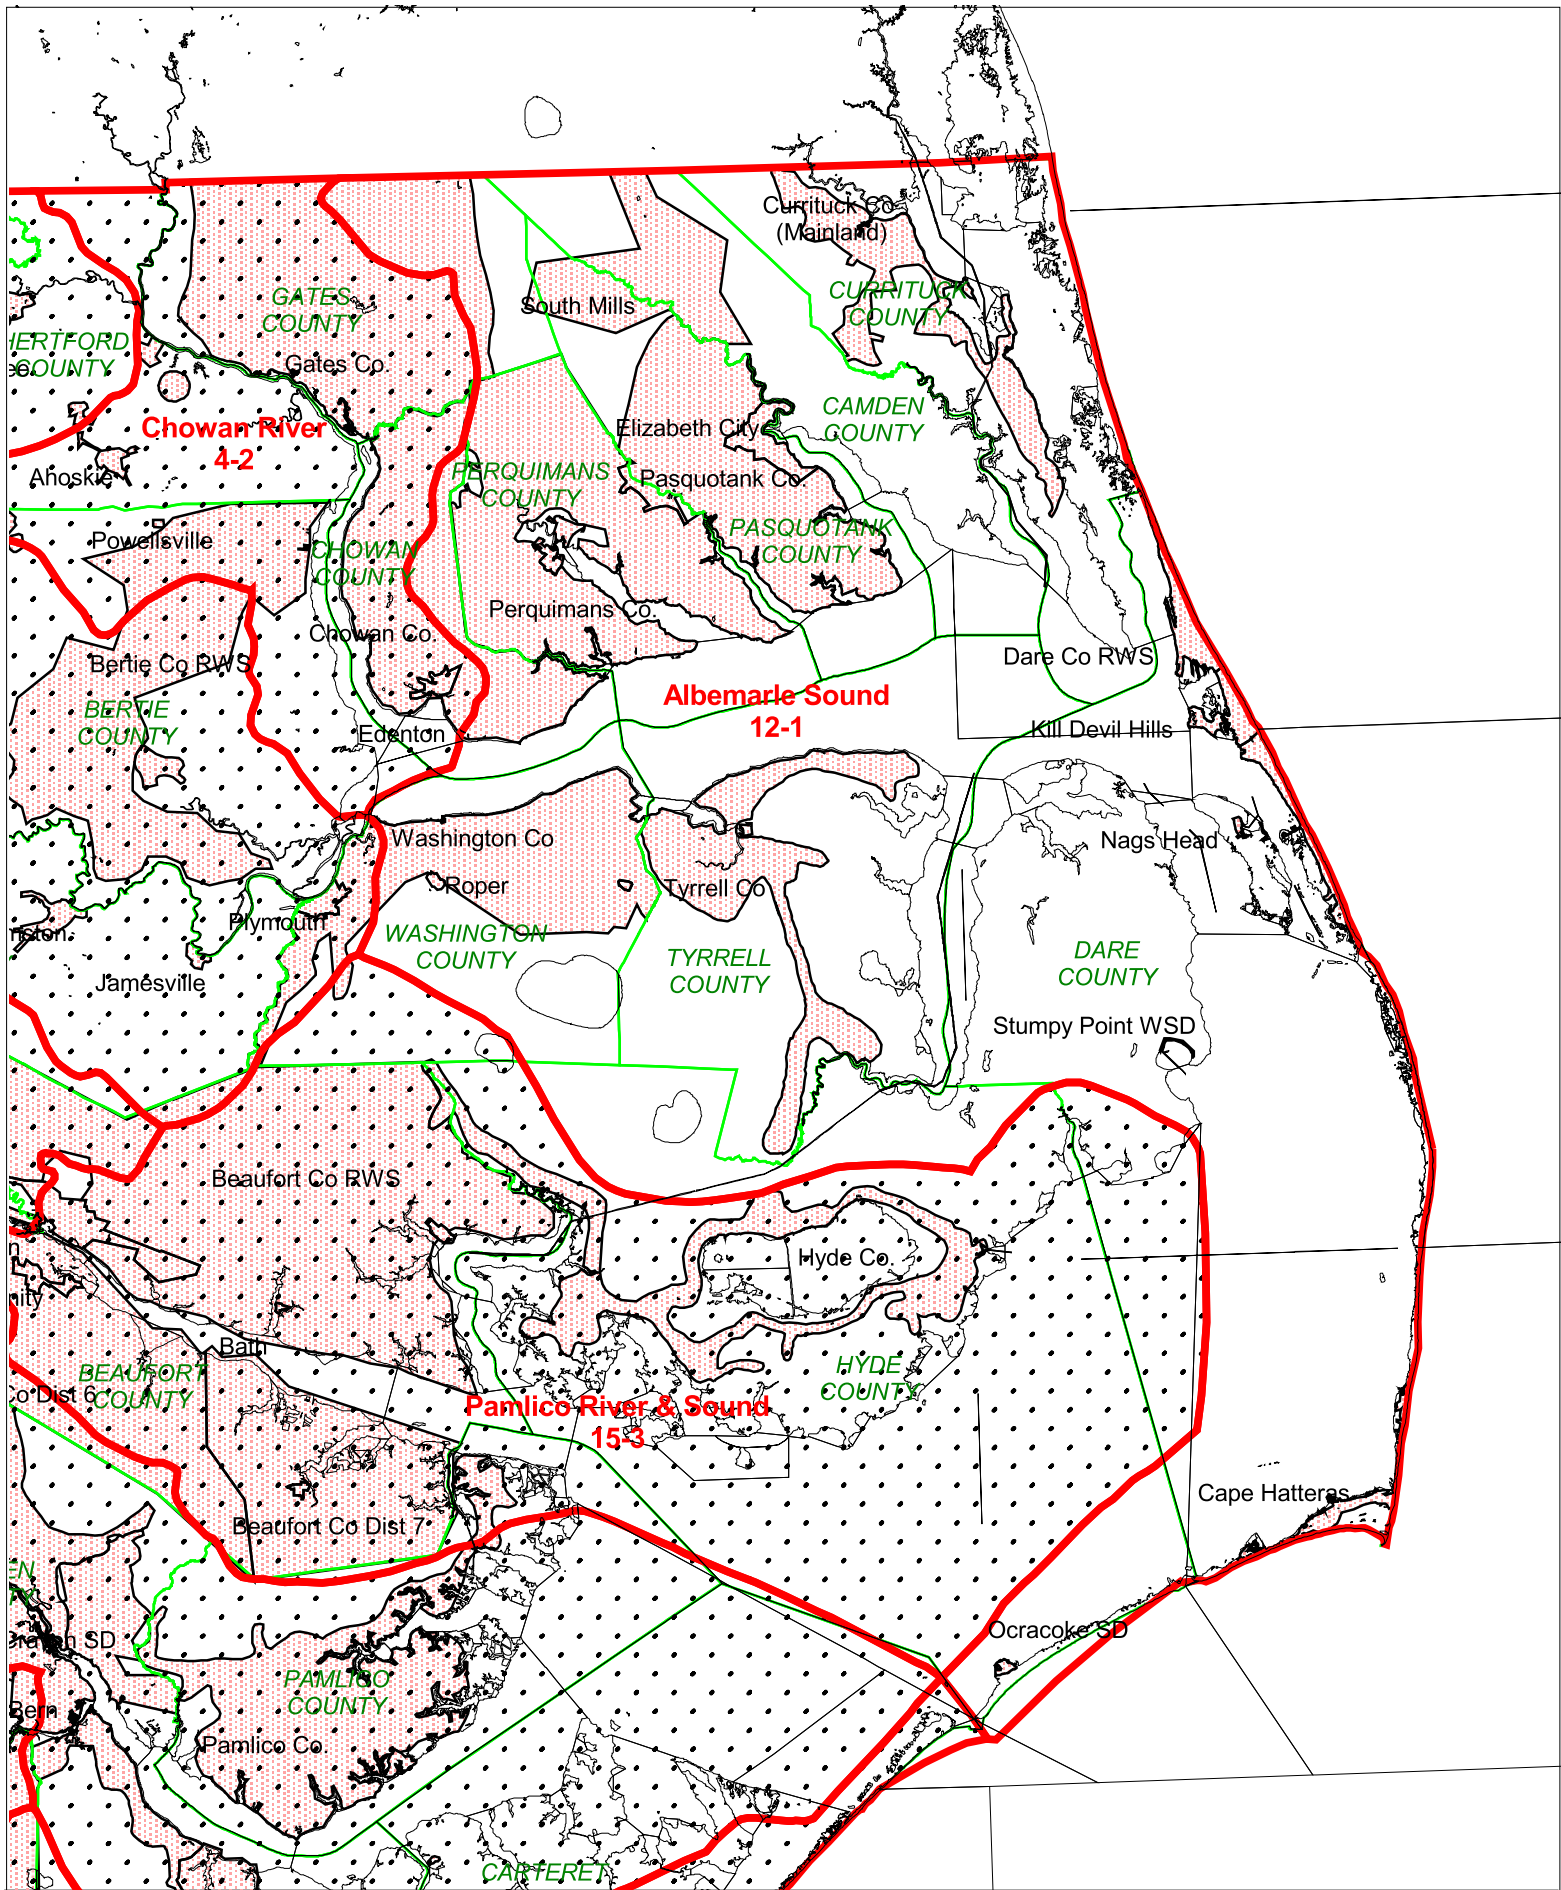 Currituck Co
(Mainland)
GATES
COUNTY
South Mills
CURRITUCK
COUNTY
HERTFORD
COUNTY
Gates Co.
Chowan River
4-2
Elizabeth City
CAMDEN
COUNTY
Ahoskie
PERQUIMANS
COUNTY
Pasquotank Co.
PASQUOTANK
COUNTY
Powellsville
CHOWAN
COUNTY
Perquimans Co.
Chowan Co.
Bertie Co RWS
Dare Co RWS
BERTIE
COUNTY
Albemarle Sound
12-1
Edenton
Kill Devil Hills
Washington Co
Nags Head
Roper
Tyrrell Co
Plymouth
WASHINGTON
COUNTY
TYRRELL
COUNTY
DARE
COUNTY
Jamesville
Stumpy Point WSD
Beaufort Co RWS
Hyde Co.
Bath
BEAUFORT
COUNTY
Co Dist 6
HYDE
COUNTY
Pamlico River & Sound
15-3
Cape Hatteras
Beaufort Co Dist 7
Ocracoke SD
PAMLICO
COUNTY
Bern
Pamlico Co.
CARTERET